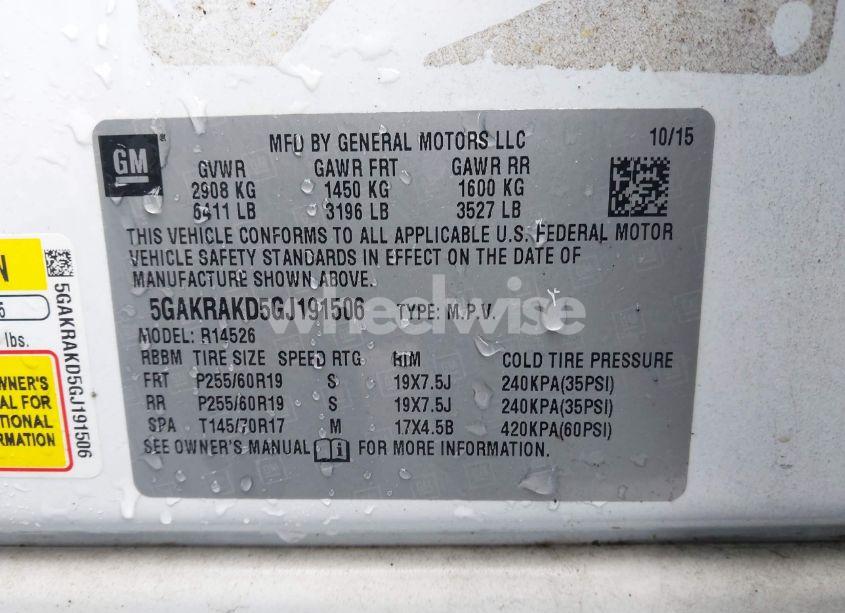 MFD BY GENERAL MOTORS LLC 10/15
GM
GVWR GAWR FRT GAWR RR
2908 KG 1450 KG 1600 KG
6411 LB 3196 LB 3527 LB
THIS VEHICLE CONFORMS TO ALL APPLICABLE U.S. FEDERAL MOTOR
VEHICLE SAFETY STANDARDS IN EFFECT ON THE DATE OF
MANUFACTURE SHOWN ABOVE.
5GAKRAKD5GJ191506 TYPE: M.P.V.
wheelwise
MODEL: R14526
RBBM TIRE SIZE SPEED RTG RIM COLD TIRE PRESSURE
FRT P255/60R19 S 19X7.5J 240KPA(35PSI)
RR P255/60R19 S 19X7.5J 240KPA(35PSI)
SPA T145/70R17 M 17X4.5B 420KPA(60PSI)
SEE OWNER'S MANUAL FOR MORE INFORMATION.
lbs.
OWNER'S
FOR
5GAKRAKD5GJ191506